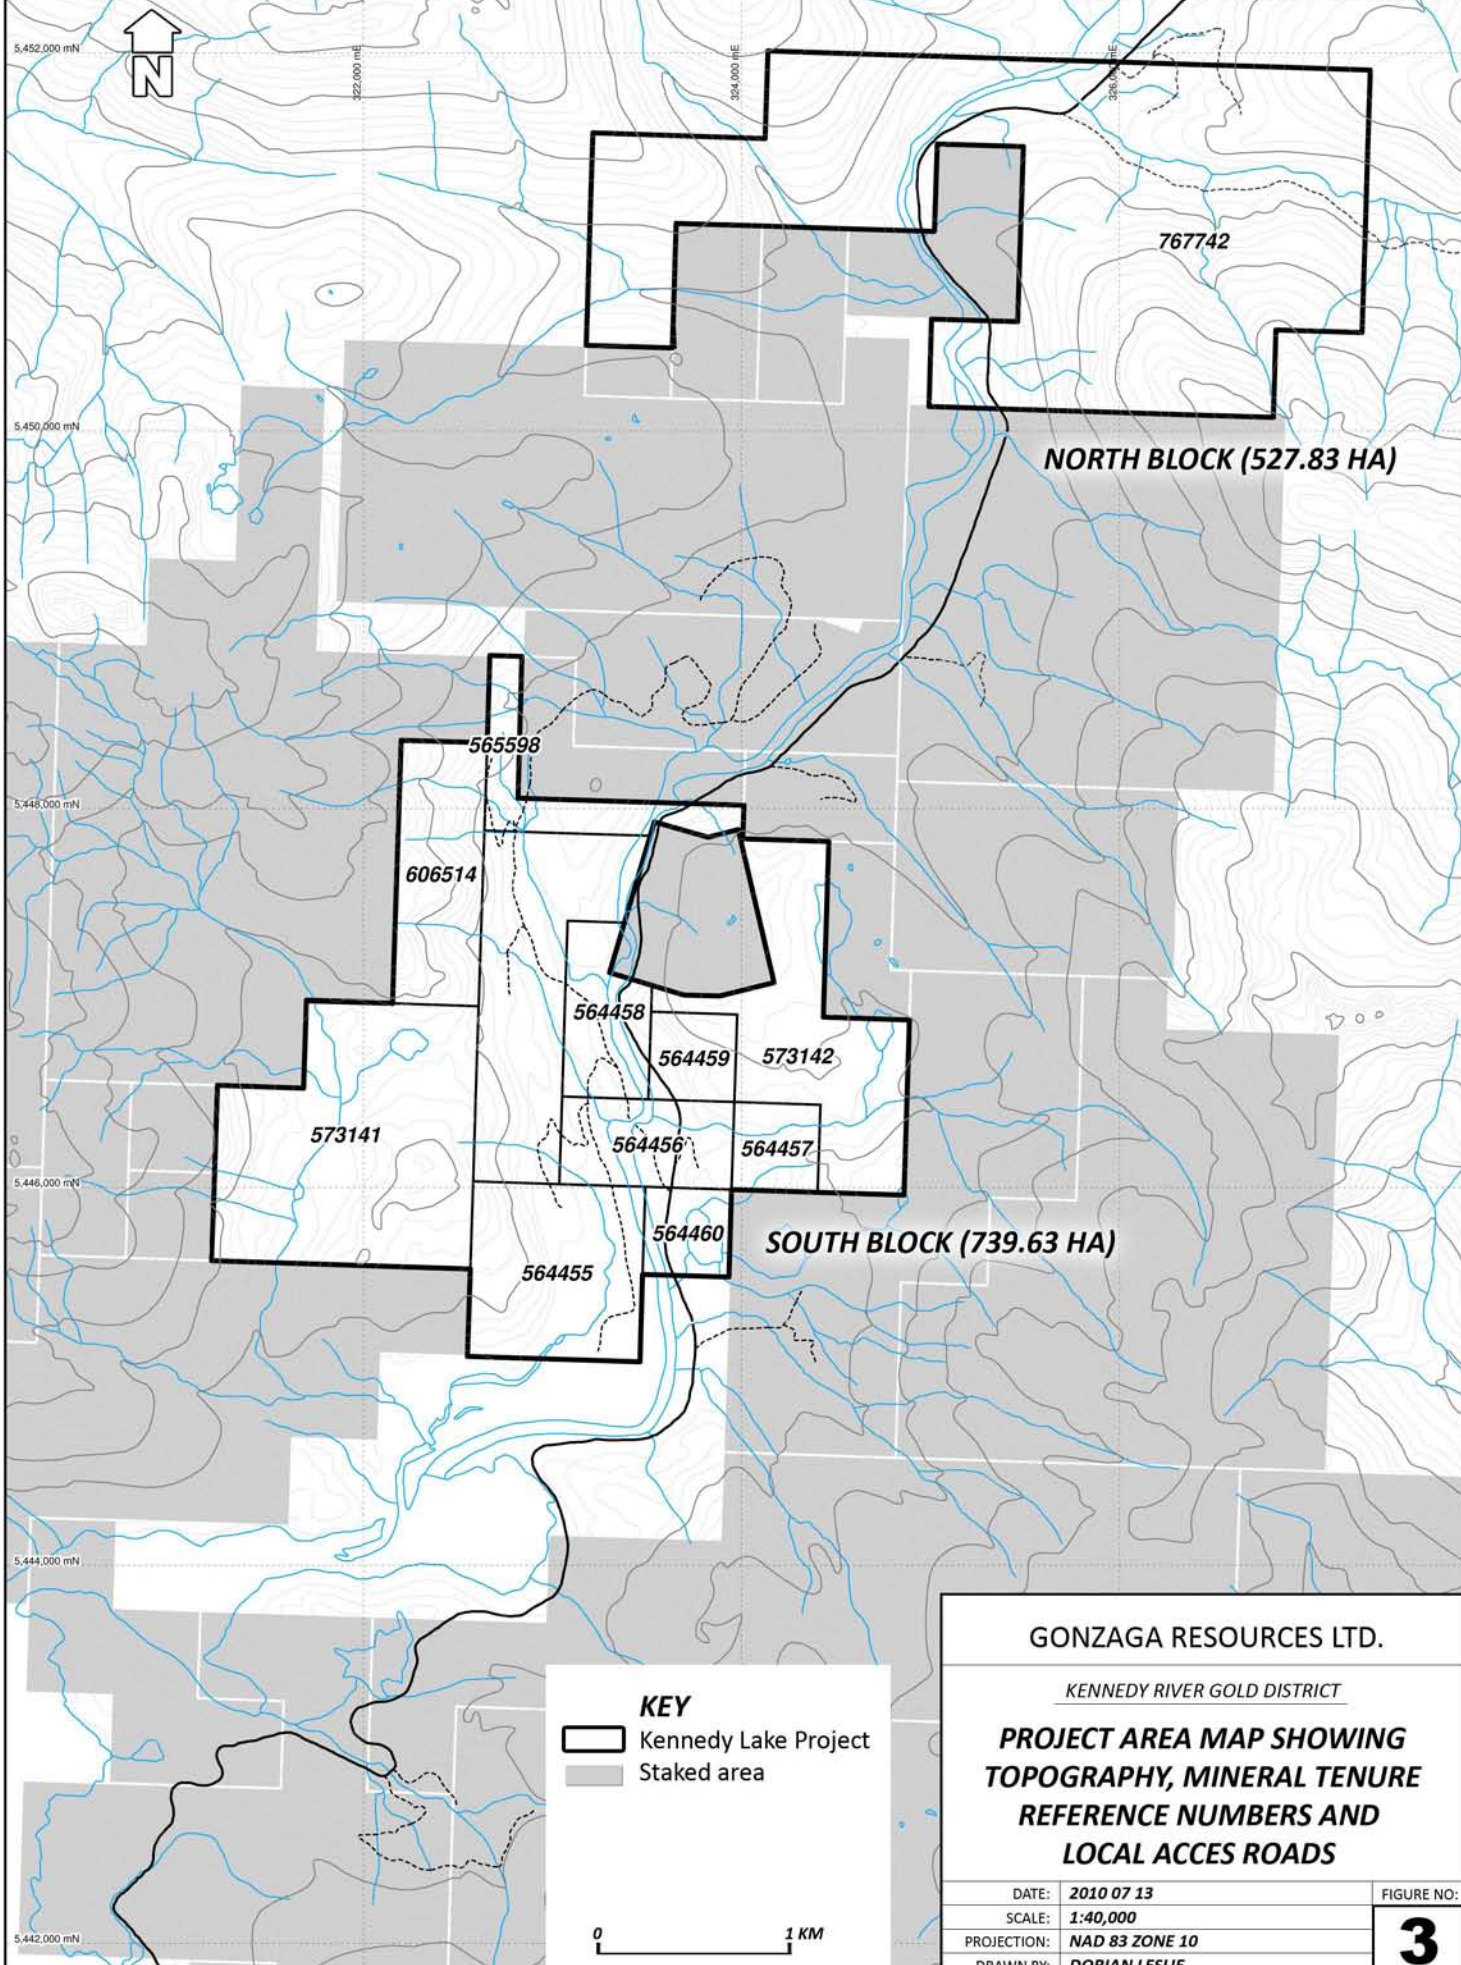 5,452,000 mN
N
322,000 mE
324,000 mE
326,000 mE
767742
5,450,000 mN
NORTH BLOCK (527.83 HA)
565598
5,448,000 mN
606514
564458
564459
573142
573141
564456
564457
5,446,000 mN
564460
SOUTH BLOCK (739.63 HA)
564455
5,444,000 mN
KEY
Kennedy Lake Project
Staked area
0 1 KM
5,442,000 mN
GONZAGA RESOURCES LTD.
KENNEDY RIVER GOLD DISTRICT
PROJECT AREA MAP SHOWING
TOPOGRAPHY, MINERAL TENURE
REFERENCE NUMBERS AND
LOCAL ACCES ROADS
DATE: 2010 07 13
SCALE: 1:40,000
PROJECTION: NAD 83 ZONE 10
DRAWN BY: DORIAN LESLIE
FIGURE NO:
3